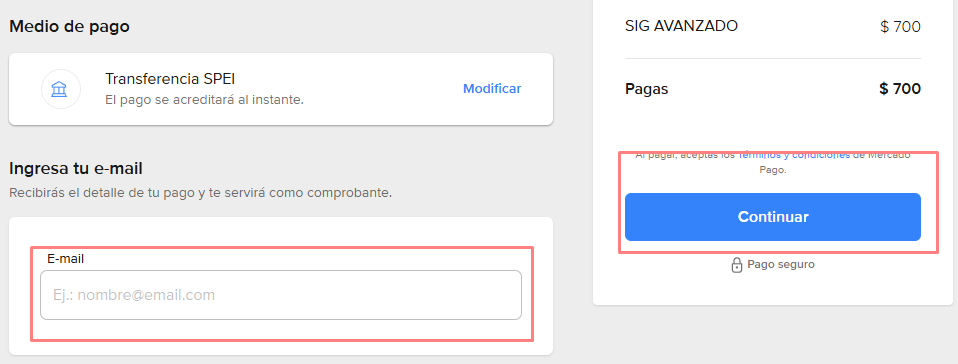 Medio de pago
Transferencia SPEI
El pago se acreditará al instante.
Modificar
Ingresa tu e-mail
Recibirás el detalle de tu pago y te servirá como comprobante.
E-mail
Ej.: nombre@email.com
SIG AVANZADO $ 700
Pagas $ 700
Al pagar, aceptas los Términos y condiciones de Mercado
Pago.
Continuar
Pago seguro